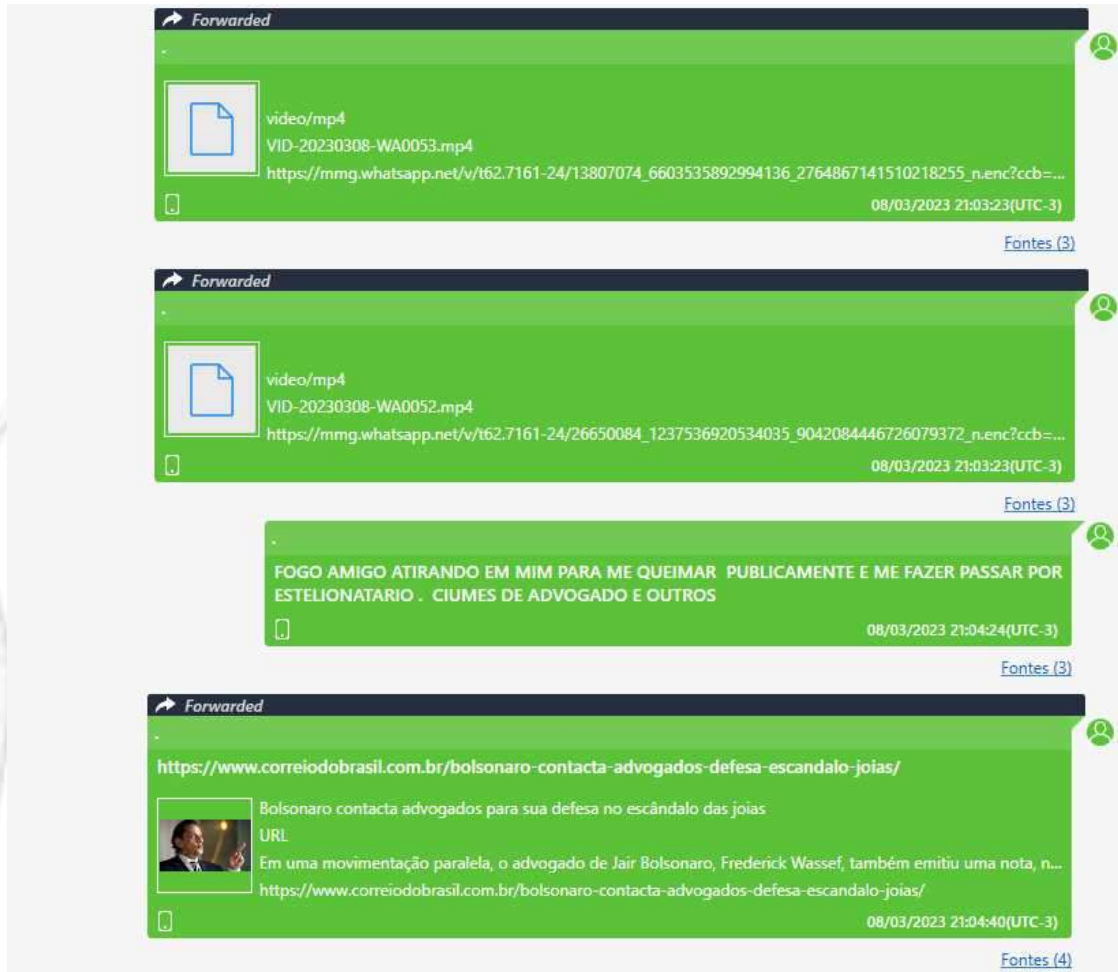 Forwarded
.
video/mp4
VID-20230308-WA0053.mp4
https://mmg.whatsapp.net/v/t62.7161-24/13807074_6603535892994136_2764867141510218255_n.enc?ccb=...
08/03/2023 21:03:23(UTC-3)
Fontes (3)
Forwarded
.
video/mp4
VID-20230308-WA0052.mp4
https://mmg.whatsapp.net/v/t62.7161-24/26650084_1237536920534035_9042084446726079372_n.enc?ccb=...
08/03/2023 21:03:23(UTC-3)
Fontes (3)
.
FOGO AMIGO ATIRANDO EM MIM PARA ME QUEIMAR  PUBLICAMENTE E ME FAZER PASSAR POR
ESTELIONATARIO .  CIUMES DE ADVOGADO E OUTROS
08/03/2023 21:04:24(UTC-3)
Fontes (3)
Forwarded
.
https://www.correiodobrasil.com.br/bolsonaro-contacta-advogados-defesa-escandalo-joias/
Bolsonaro contacta advogados para sua defesa no escândalo das joias
URL
Em uma movimentação paralela, o advogado de Jair Bolsonaro, Frederick Wassef, também emitiu uma nota, n...
https://www.correiodobrasil.com.br/bolsonaro-contacta-advogados-defesa-escandalo-joias/
08/03/2023 21:04:40(UTC-3)
Fontes (4)